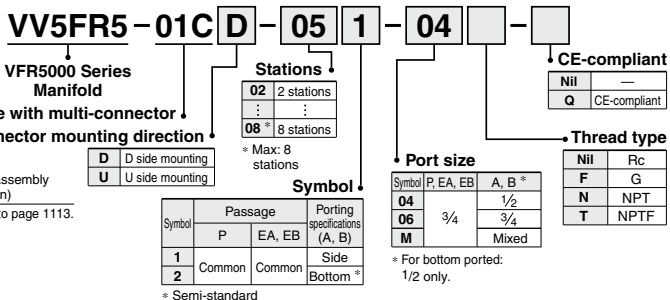 VV5FR5 – 01C D – 05 1 – 04 –
VFR5000 Series
Manifold
e with multi-connector
nnector mounting direction
D D side mounting
U U side mounting
assembly
n)
to page 1113.
Stations
02 2 stations
⋮ ⋮
08 * 8 stations
* Max: 8
stations
Symbol
Symbol Passage Porting specifications (A, B)
P EA, EB
1 Common Common Side
2 Bottom *
* Semi-standard
Port size
Symbol P, EA, EB A, B *
04 3/4 1/2
06 3/4
M Mixed
* For bottom ported:
1/2 only.
CE-compliant
Nil —
Q CE-compliant
Thread type
Nil Rc
F G
N NPT
T NPTF